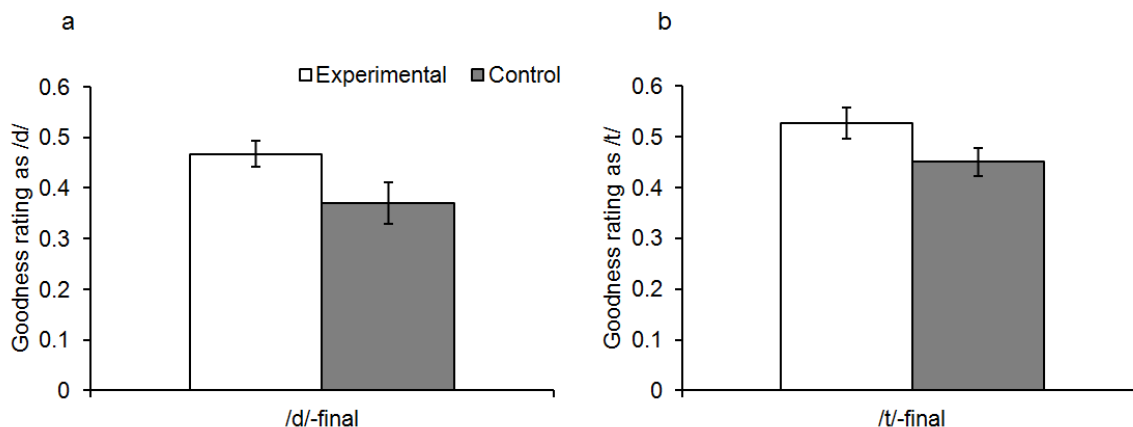 a
Experimental Control
Goodness rating as /d/
0.6
0.5
0.4
0.3
0.2
0.1
0
/d/-final
b
Goodness rating as /t/
0.6
0.5
0.4
0.3
0.2
0.1
0
/t/-final